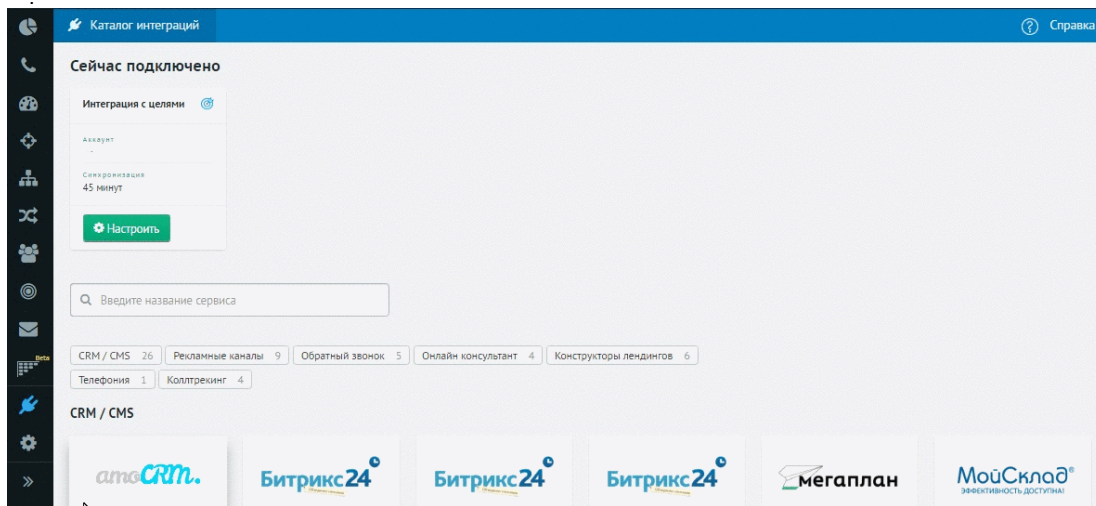 Каталог интеграций
Справка
Сейчас подключено
Интеграция с целями
Аккаунт
-
Синхронизация
45 минут
Настроить
Введите название сервиса
CRM / CMS 26 Рекламные каналы 9 Обратный звонок 5 Онлайн консультант 4 Конструкторы лендингов 6
Телефония 1 Коллтрекинг 4
Beta
CRM / CMS
amoCRM. Битрикс24 Битрикс24 Битрикс24 мегаплан МойСклад®
ЭФФЕКТИВНОСТЬ ДОСТУПНА!